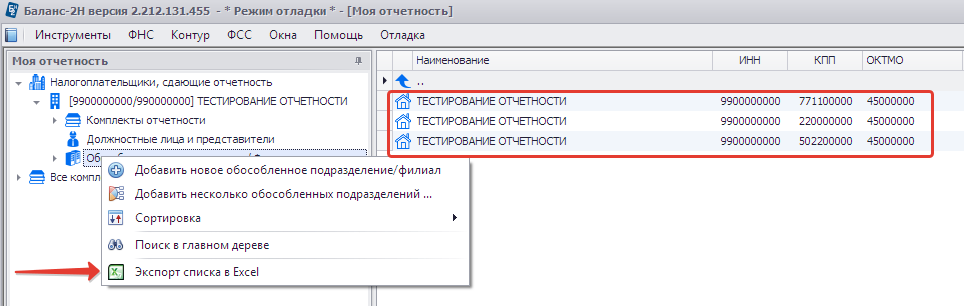 Баланс-2Н версия 2.212.131.455 - * Режим отладки * - [Моя отчетность]
Инструменты ФНС Контур ФСС Окна Помощь Отладка
Моя отчетность
Налогоплательщики, сдающие отчетность
[9900000000/990000000] ТЕСТИРОВАНИЕ ОТЧЕТНОСТИ
Комплекты отчетности
Должностные лица и представители
Все компл
Добавить новое обособленное подразделение/филиал
Добавить несколько обособленных подразделений ...
Сортировка
Поиск в главном дереве
Экспорт списка в Excel
Наименование ИНН КПП ОКТМО
..
ТЕСТИРОВАНИЕ ОТЧЕТНОСТИ 9900000000 771100000 45000000
ТЕСТИРОВАНИЕ ОТЧЕТНОСТИ 9900000000 220000000 45000000
ТЕСТИРОВАНИЕ ОТЧЕТНОСТИ 9900000000 502200000 45000000